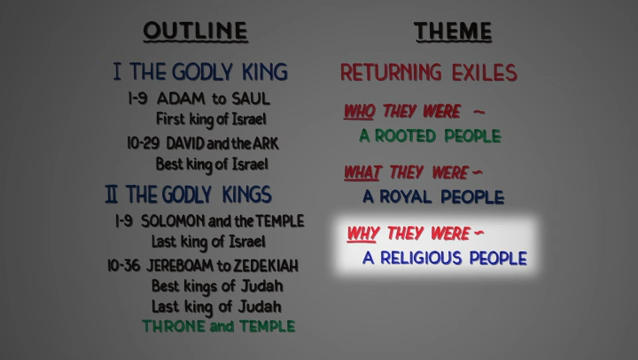 OUTLINE
I THE GODLY KING
1-9 ADAM to SAUL
First king of Israel
10-29 DAVID and the ARK
Best king of Israel
II THE GODLY KINGS
1-9 SOLOMON and the TEMPLE
Last king of Israel
10-36 JEREBOAM to ZEDEKIAH
Best kings of Judah
Last king of Judah
THRONE and TEMPLE
THEME
RETURNING EXILES
WHO THEY WERE ~
A ROOTED PEOPLE
WHAT THEY WERE ~
A ROYAL PEOPLE
WHY THEY WERE ~
A RELIGIOUS PEOPLE